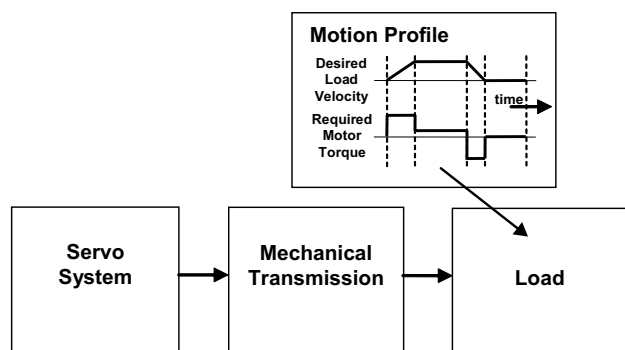 Motion Profile
Desired
Load
Velocity
time
Required
Motor
Torque
Servo
System
Mechanical
Transmission
Load